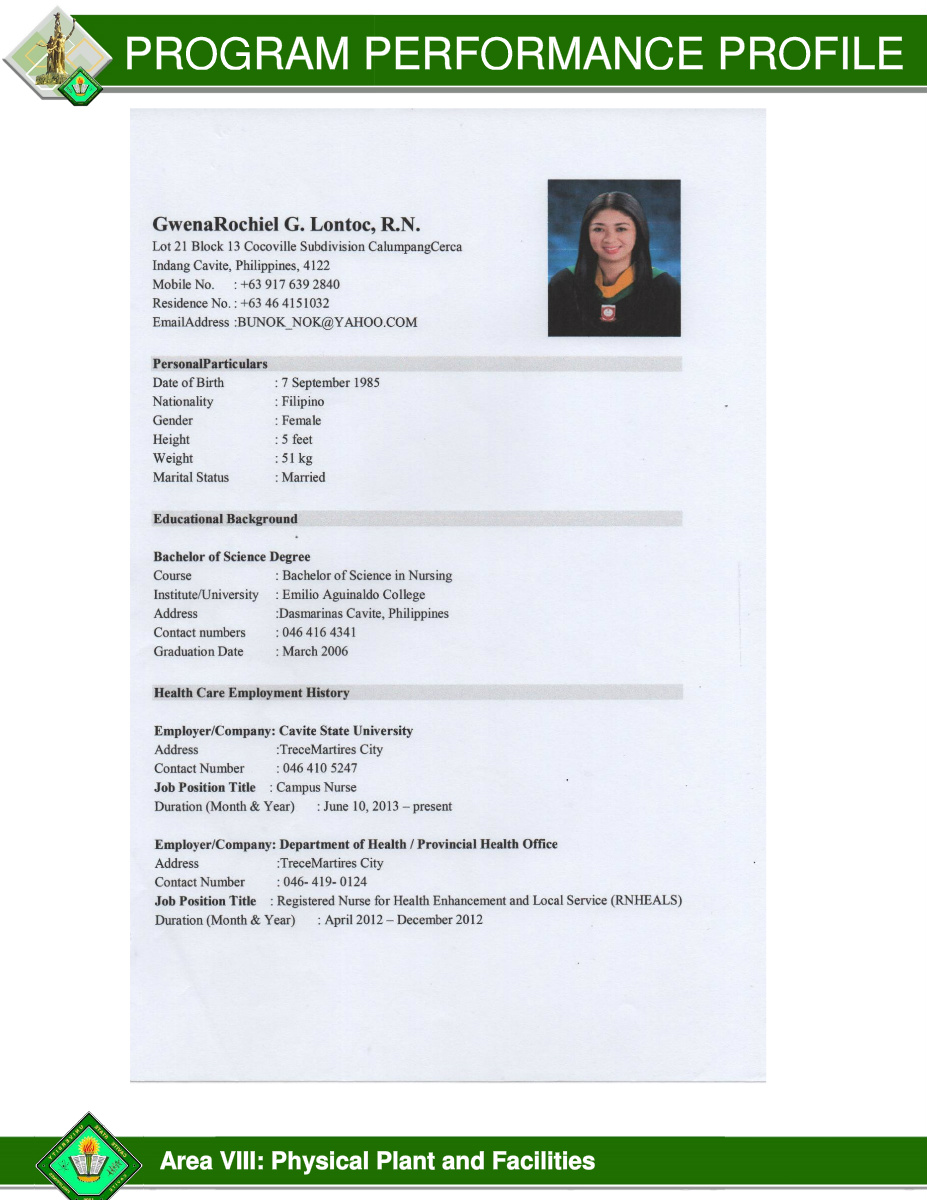 PROGRAM PERFORMANCE PROFILE
GwenaRochiel G. Lontoc, R.N.
Lot 21 Block 13 Cocoville Subdivision CalumpangCerca
Indang Cavite, Philippines, 4122
Mobile No. : +63 917 639 2840
Residence No. : +63 46 4151032
EmailAddress :BUNOK_NOK@YAHOO.COM
PersonalParticulars
Date of Birth : 7 September 1985
Nationality : Filipino
Gender : Female
Height : 5 feet
Weight : 51 kg
Marital Status : Married
Educational Background
Bachelor of Science Degree
Course : Bachelor of Science in Nursing
Institute/University : Emilio Aguinaldo College
Address :Dasmarinas Cavite, Philippines
Contact numbers : 046 416 4341
Graduation Date : March 2006
Health Care Employment History
Employer/Company: Cavite State University
Address :TreceMartires City
Contact Number : 046 410 5247
Job Position Title : Campus Nurse
Duration (Month & Year) : June 10, 2013 – present
Employer/Company: Department of Health / Provincial Health Office
Address :TreceMartires City
Contact Number : 046- 419- 0124
Job Position Title : Registered Nurse for Health Enhancement and Local Service (RNHEALS)
Duration (Month & Year) : April 2012 – December 2012
Area VIII: Physical Plant and Facilities